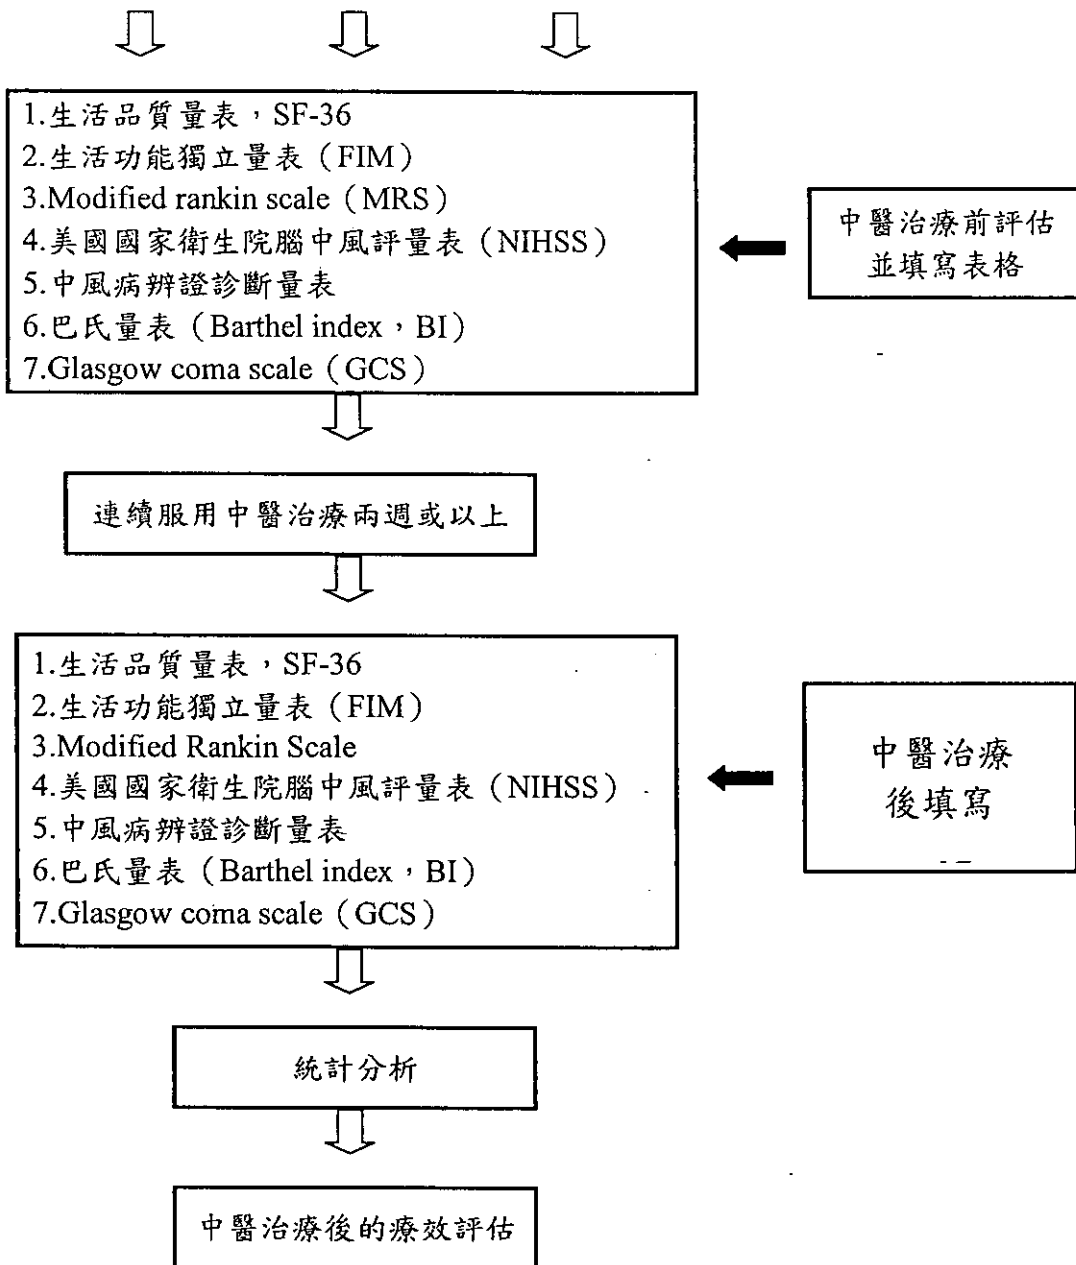 1.生活品質量表，SF-36
2.生活功能獨立量表（FIM）
3.Modified rankin scale（MRS）
4.美國國家衛生院腦中風評量表（NIHSS）
5.中風病辨證診斷量表
6.巴氏量表（Barthel index，BI）
7.Glasgow coma scale（GCS）
中醫治療前評估
並填寫表格
連續服用中醫治療兩週或以上
1.生活品質量表，SF-36
2.生活功能獨立量表（FIM）
3.Modified Rankin Scale
4.美國國家衛生院腦中風評量表（NIHSS）
5.中風病辨證診斷量表
6.巴氏量表（Barthel index，BI）
7.Glasgow coma scale（GCS）
中醫治療
後填寫
統計分析
中醫治療後的療效評估